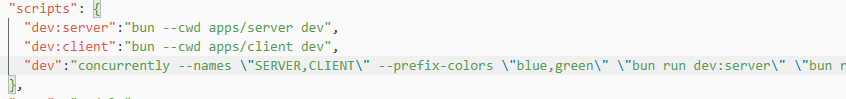 "scripts": {
"dev:server":"bun --cwd apps/server dev",
"dev:client":"bun --cwd apps/client dev",
"dev":"concurrently --names \"SERVER,CLIENT\" --prefix-colors \"blue,green\" \"bun run dev:server\" \"bun r
},